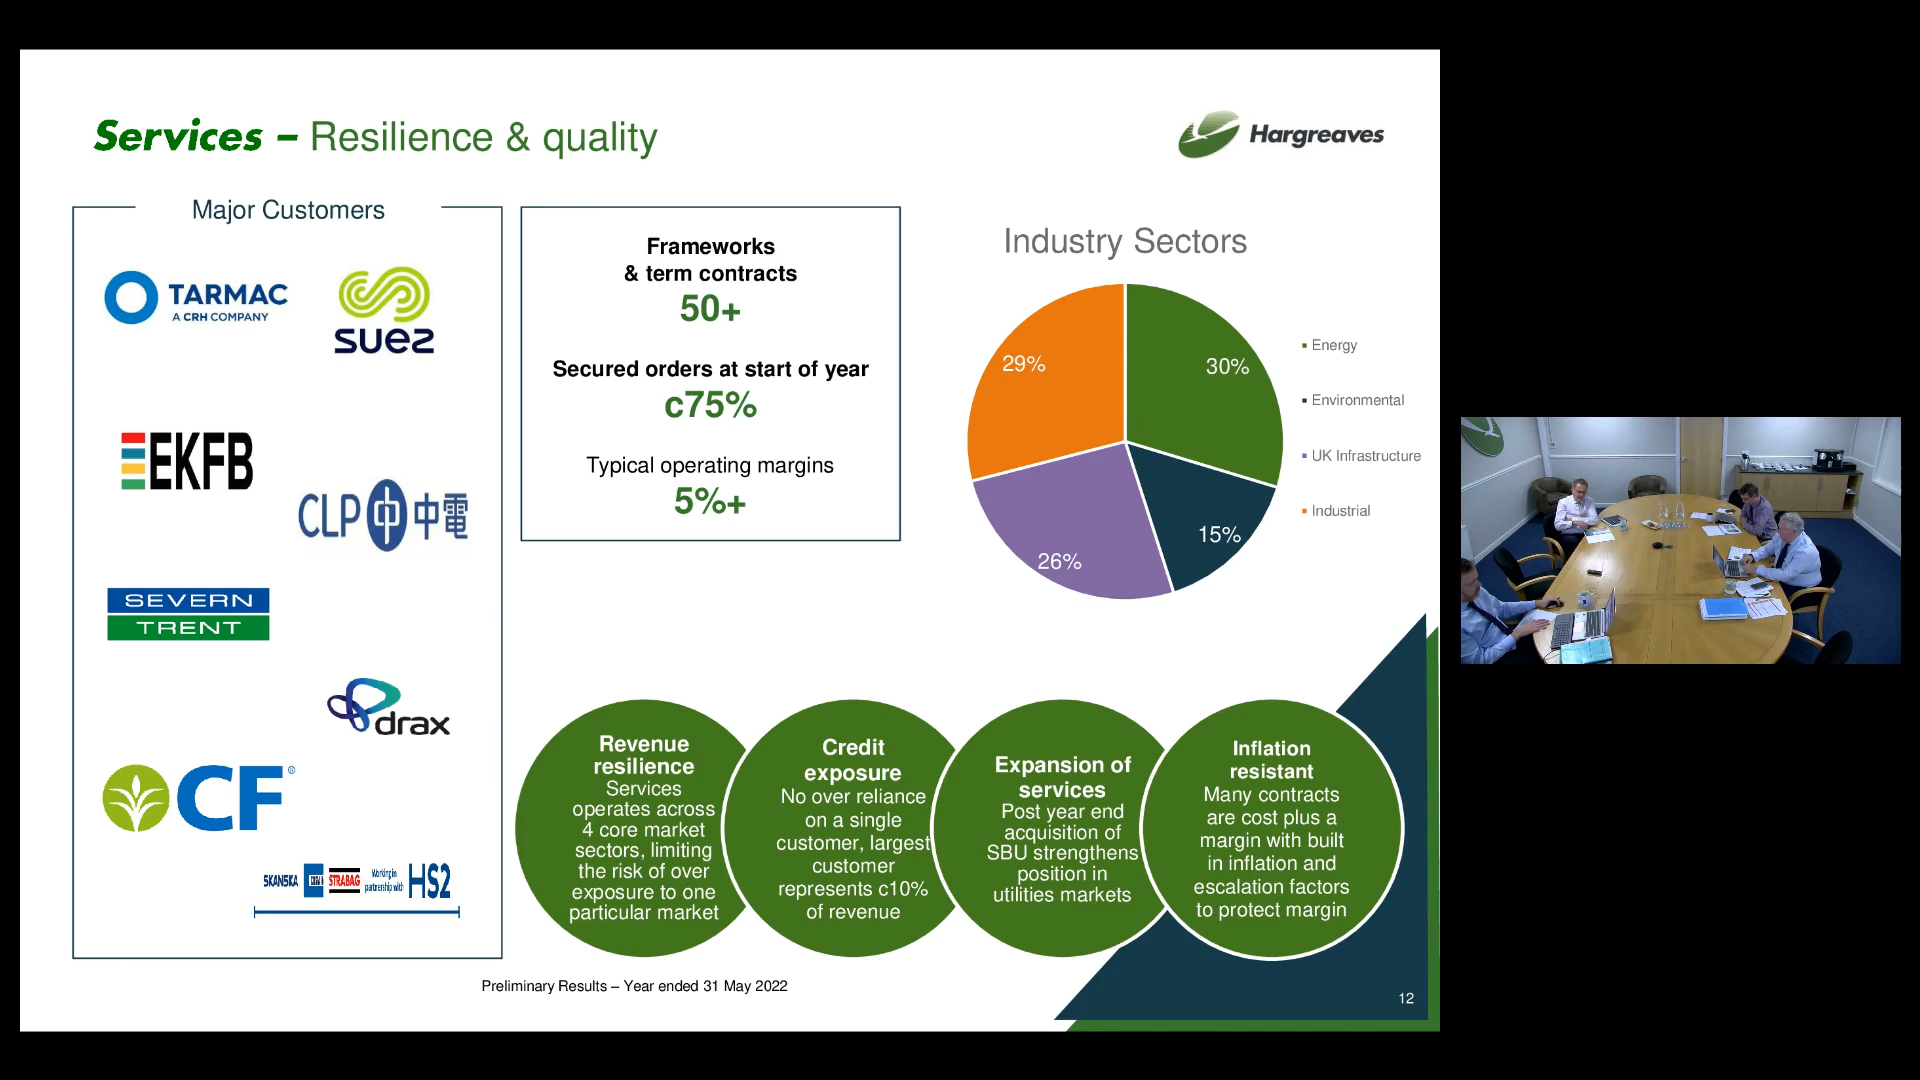 Services – Resilience & quality
Hargreaves
Major Customers
TARMAC
A CRH COMPANY
suez
EKFB
CLP 中電
SEVERN
TRENT
drax
CF®
SKANSKA
STRABAG
Working in
partnership with
HS2
Frameworks
& term contracts
50+
Secured orders at start of year
c75%
Typical operating margins
5%+
Industry Sectors
29%
30%
26%
15%
Energy
Environmental
UK Infrastructure
Industrial
Revenue
resilience
Services
operates across
4 core market
sectors, limiting
the risk of over
exposure to one
particular market
Credit
exposure
No over reliance
on a single
customer, largest
customer
represents c10%
of revenue
Expansion of
services
Post year end
acquisition of
SBU strengthens
position in
utilities markets
Inflation
resistant
Many contracts
are cost plus a
margin with built
in inflation and
escalation factors
to protect margin
Preliminary Results – Year ended 31 May 2022
12